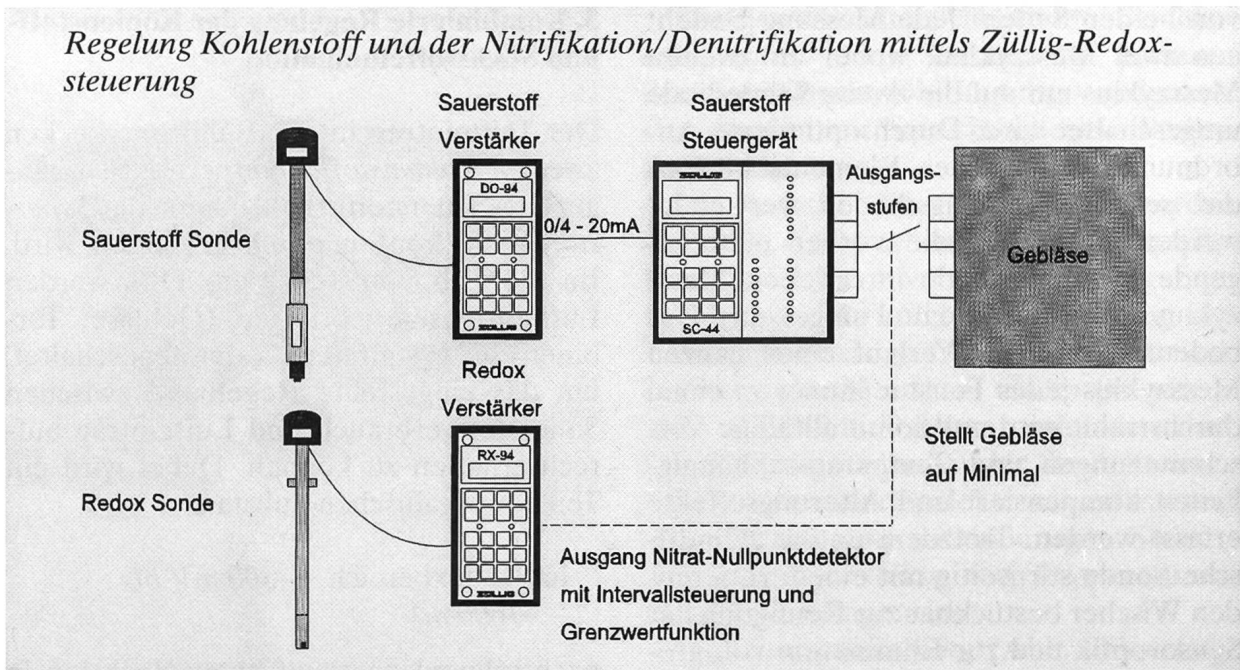 Regelung Kohlenstoff und der Nitrifikation/Denitrifikation mittels Züllig-Redox-
steuerung
Sauerstoff
Verstärker
Sauerstoff
Steuergerät
DO-94
0/4 - 20mA
SC-44
Ausgangs-
stufen
Gebläse
Sauerstoff Sonde
Redox
Verstärker
RX-94
Redox Sonde
Stellt Gebläse
auf Minimal
Ausgang Nitrat-Nullpunktdetektor
mit Intervallsteuerung und
Grenzwertfunktion